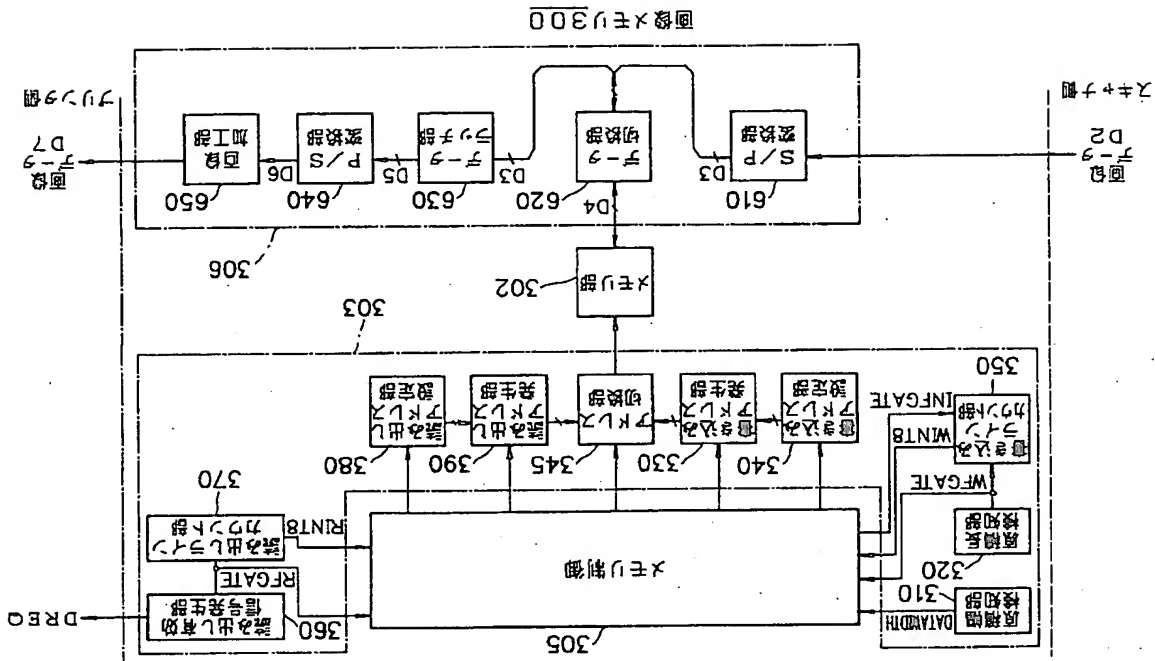 305
DATAWIDTH
原稿幅
検知部
310
メモリ制御
360
読み出し有効
信号発生部
DREQ
320
原稿長
検知部
WFGATE
RFGATE
WINT8
INFGATE
書き込み
ライン
カウント部
350
RINT8
読み出しライン
カウント部
370
340
330
345
390
380
書き込み
アドレス
設定部
書き込み
アドレス
発生部
アドレス
切換部
読み出し
アドレス
発生部
読み出し
アドレス
設定部
303
メモリ部
302
306
D4
610
620
630
640
650
画像
データ
D2
スキャナ側
S/P
変換部
D3
データ
切換部
D3
データ
ラッチ部
D5
P/S
変換部
D6
画像
加工部
画像
データ
D7
プリンタ側
画像メモリ300